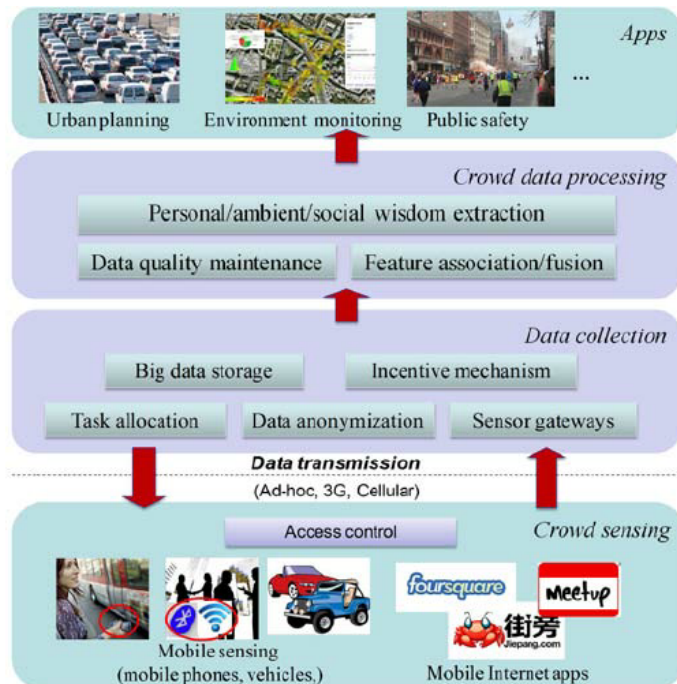 Apps
...
Urban planning
Environment monitoring
Public safety
Crowd data processing
Personal/ambient/social wisdom extraction
Data quality maintenance
Feature association/fusion
Data collection
Big data storage
Incentive mechanism
Task allocation
Data anonymization
Sensor gateways
Data transmission
(Ad-hoc, 3G, Cellular)
Access control
Crowd sensing
foursquare
meetup
街旁
Jiepang.com
Mobile sensing
(mobile phones, vehicles,)
Mobile Internet apps